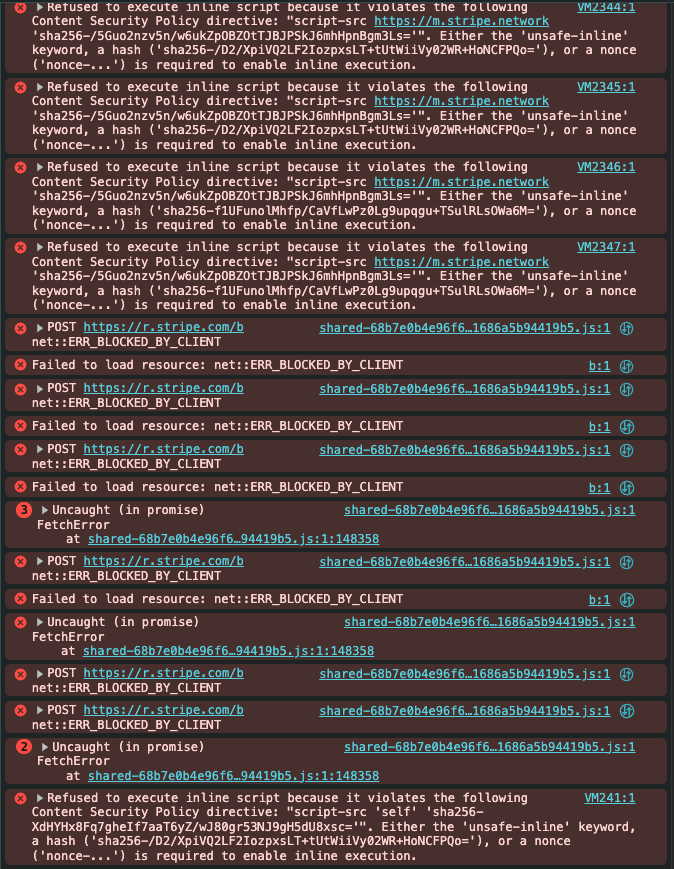 Refused to execute inline script because it violates the following VM2344:1
Content Security Policy directive: "script-src https://m.stripe.network
'sha256-/5Guo2nzv5n/w6ukZpOBZOtTJBJPSkJ6mhHpnBgm3Ls='". Either the 'unsafe-inline'
keyword, a hash ('sha256-/D2/XpiVQ2LF2IozpxsLT+tUtWiiVy02WR+HoNCFPQo='), or a nonce
('nonce-...') is required to enable inline execution.
Refused to execute inline script because it violates the following VM2345:1
Content Security Policy directive: "script-src https://m.stripe.network
'sha256-/5Guo2nzv5n/w6ukZpOBZOtTJBJPSkJ6mhHpnBgm3Ls='". Either the 'unsafe-inline'
keyword, a hash ('sha256-/D2/XpiVQ2LF2IozpxsLT+tUtWiiVy02WR+HoNCFPQo='), or a nonce
('nonce-...') is required to enable inline execution.
Refused to execute inline script because it violates the following VM2346:1
Content Security Policy directive: "script-src https://m.stripe.network
'sha256-/5Guo2nzv5n/w6ukZpOBZOtTJBJPSkJ6mhHpnBgm3Ls='". Either the 'unsafe-inline'
keyword, a hash ('sha256-f1UFunolMhfp/CaVfLwPz0Lg9upqgu+TSulRLsOWa6M='), or a nonce
('nonce-...') is required to enable inline execution.
Refused to execute inline script because it violates the following VM2347:1
Content Security Policy directive: "script-src https://m.stripe.network
'sha256-/5Guo2nzv5n/w6ukZpOBZOtTJBJPSkJ6mhHpnBgm3Ls='". Either the 'unsafe-inline'
keyword, a hash ('sha256-f1UFunolMhfp/CaVfLwPz0Lg9upqgu+TSulRLsOWa6M='), or a nonce
('nonce-...') is required to enable inline execution.
POST https://r.stripe.com/b shared-68b7e0b4e96f6…1686a5b94419b5.js:1
net::ERR_BLOCKED_BY_CLIENT
Failed to load resource: net::ERR_BLOCKED_BY_CLIENT b:1
POST https://r.stripe.com/b shared-68b7e0b4e96f6…1686a5b94419b5.js:1
net::ERR_BLOCKED_BY_CLIENT
Failed to load resource: net::ERR_BLOCKED_BY_CLIENT b:1
POST https://r.stripe.com/b shared-68b7e0b4e96f6…1686a5b94419b5.js:1
net::ERR_BLOCKED_BY_CLIENT
Failed to load resource: net::ERR_BLOCKED_BY_CLIENT b:1
3 Uncaught (in promise) shared-68b7e0b4e96f6…1686a5b94419b5.js:1
FetchError
at shared-68b7e0b4e96f6…94419b5.js:1:148358
POST https://r.stripe.com/b shared-68b7e0b4e96f6…1686a5b94419b5.js:1
net::ERR_BLOCKED_BY_CLIENT
Failed to load resource: net::ERR_BLOCKED_BY_CLIENT b:1
Uncaught (in promise) shared-68b7e0b4e96f6…1686a5b94419b5.js:1
FetchError
at shared-68b7e0b4e96f6…94419b5.js:1:148358
POST https://r.stripe.com/b shared-68b7e0b4e96f6…1686a5b94419b5.js:1
net::ERR_BLOCKED_BY_CLIENT
POST https://r.stripe.com/b shared-68b7e0b4e96f6…1686a5b94419b5.js:1
net::ERR_BLOCKED_BY_CLIENT
2 Uncaught (in promise) shared-68b7e0b4e96f6…1686a5b94419b5.js:1
FetchError
at shared-68b7e0b4e96f6…94419b5.js:1:148358
Refused to execute inline script because it violates the following VM241:1
Content Security Policy directive: "script-src 'self' 'sha256-
XdHYHx8Fq7gheIf7aaT6yZ/wJ80gr53NJ9gH5dU8xsc='". Either the 'unsafe-inline' keyword,
a hash ('sha256-/D2/XpiVQ2LF2IozpxsLT+tUtWiiVy02WR+HoNCFPQo='), or a nonce
('nonce-...') is required to enable inline execution.